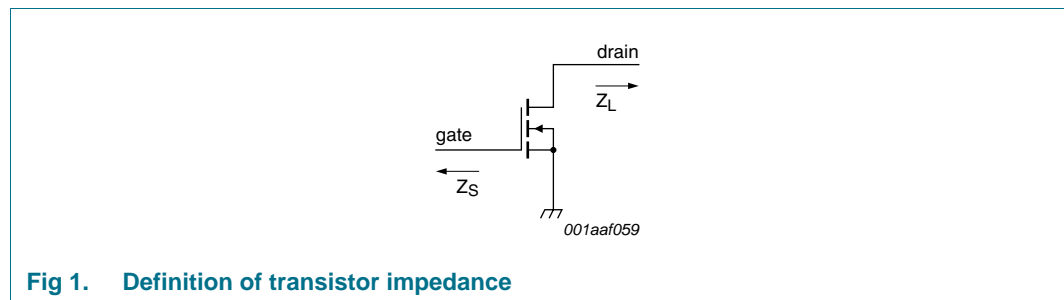 drain
Z_L
gate
Z_S
001aaf059
Fig 1. Definition of transistor impedance